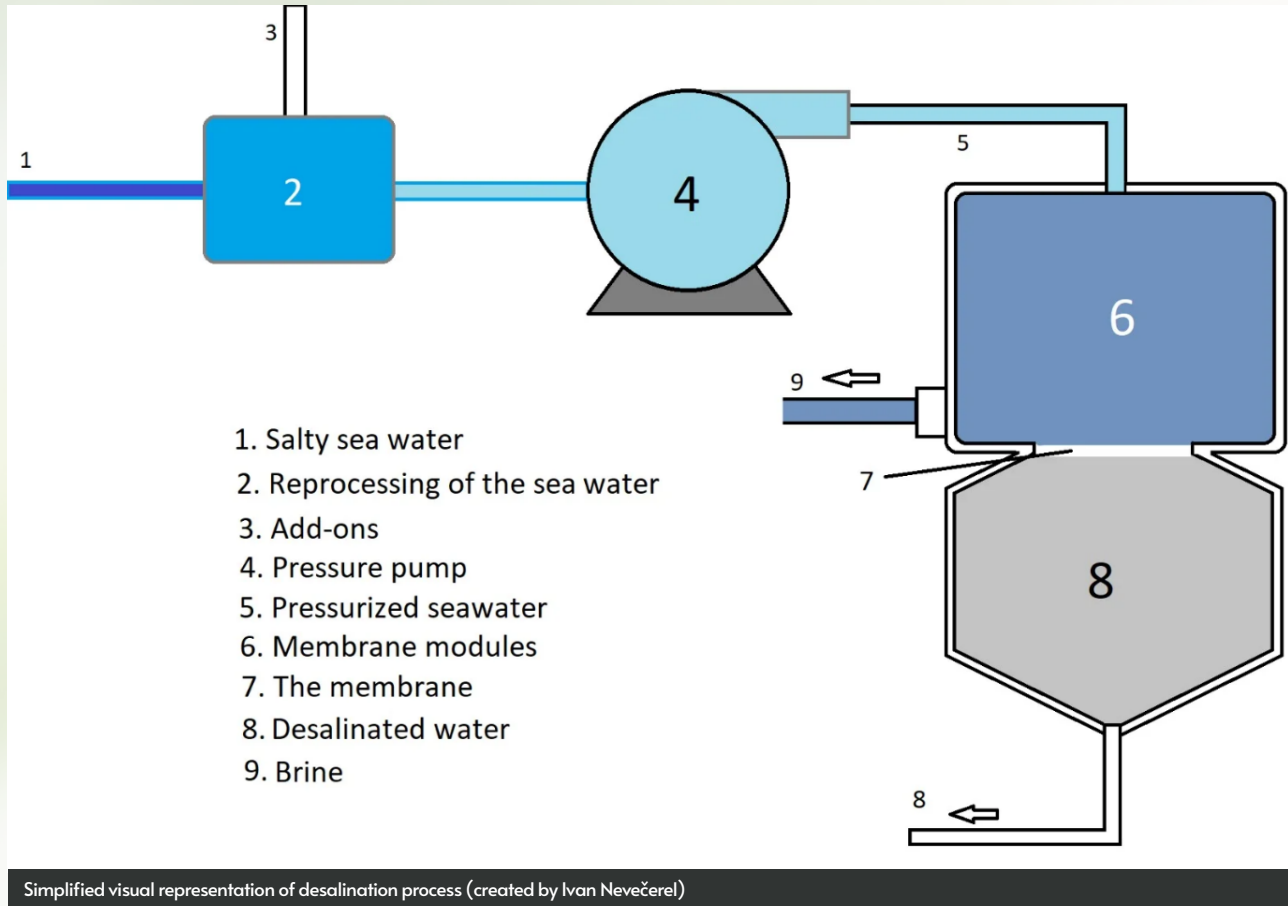 3
1
2
4
5
6
9
7
8
8
1. Salty sea water
2. Reprocessing of the sea water
3. Add-ons
4. Pressure pump
5. Pressurized seawater
6. Membrane modules
7. The membrane
8. Desalinated water
9. Brine
Simplified visual representation of desalination process (created by Ivan Nevečerel)